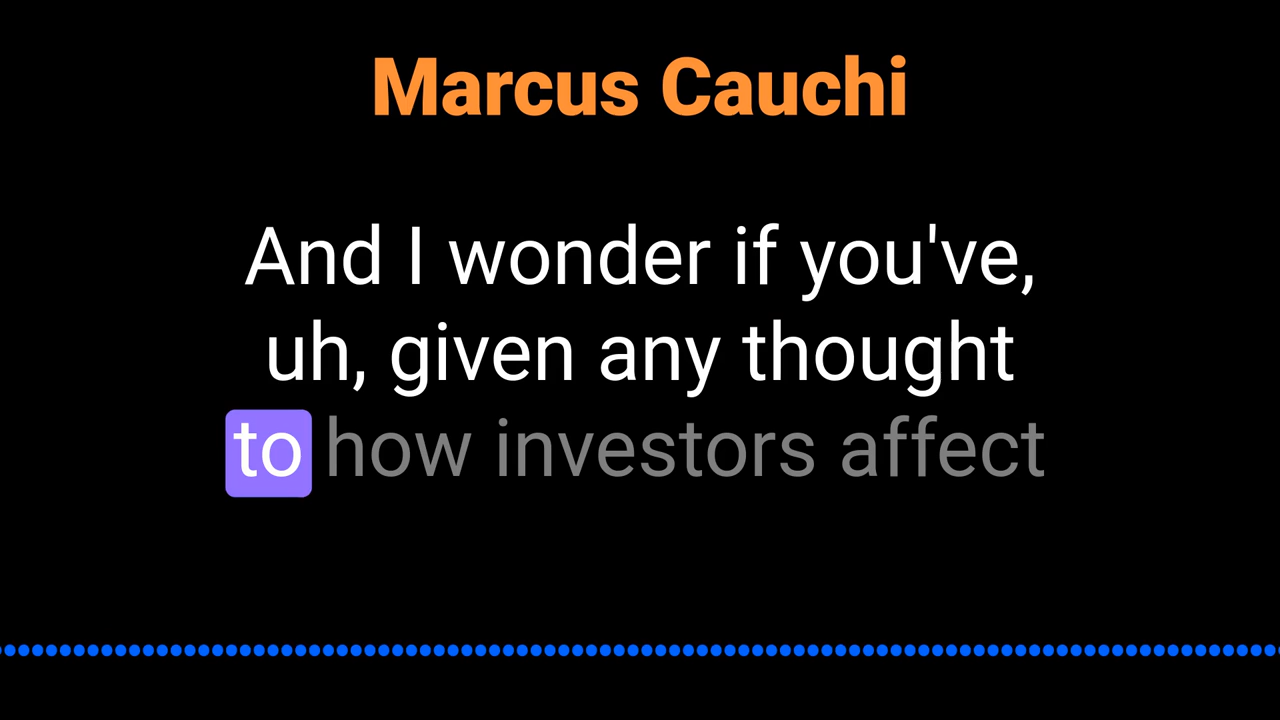 Marcus Cauchi
And I wonder if you've,
uh, given any thought
to how investors affect